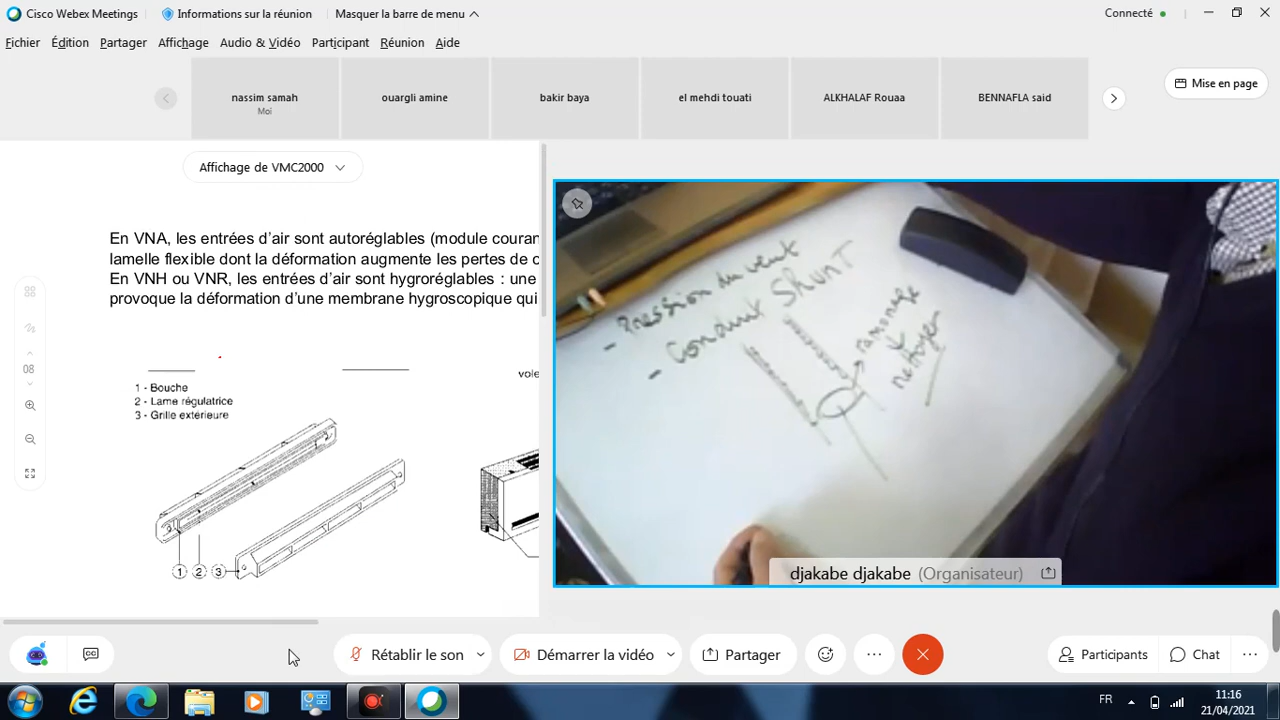 Cisco Webex Meetings
Informations sur la réunion
Masquer la barre de menu
Connecté
Fichier
Édition
Partager
Affichage
Audio & Vidéo
Participant
Réunion
Aide
nassim samah
Moi
ouargli amine
bakir baya
el mehdi touati
ALKHALAF Rouaa
BENNAFLA said
Mise en page
Affichage de VMC2000
En VNA, les entrées d'air sont autoréglables (module couran
lamelle flexible dont la déformation augmente les pertes de c
En VNH ou VNR, les entrées d'air sont hygroréglables : une
provoque la déformation d'une membrane hygroscopique qui
08
voie
1 - Bouche
2 - Lame régulatrice
3 - Grille extérieure
1 2 3
- Pression du vent
- Conduit Shunt
ramonage
nettoyer
djakabe djakabe (Organisateur)
CC
Rétablir le son
Démarrer la vidéo
Partager
Participants
Chat
FR
11:16
21/04/2021